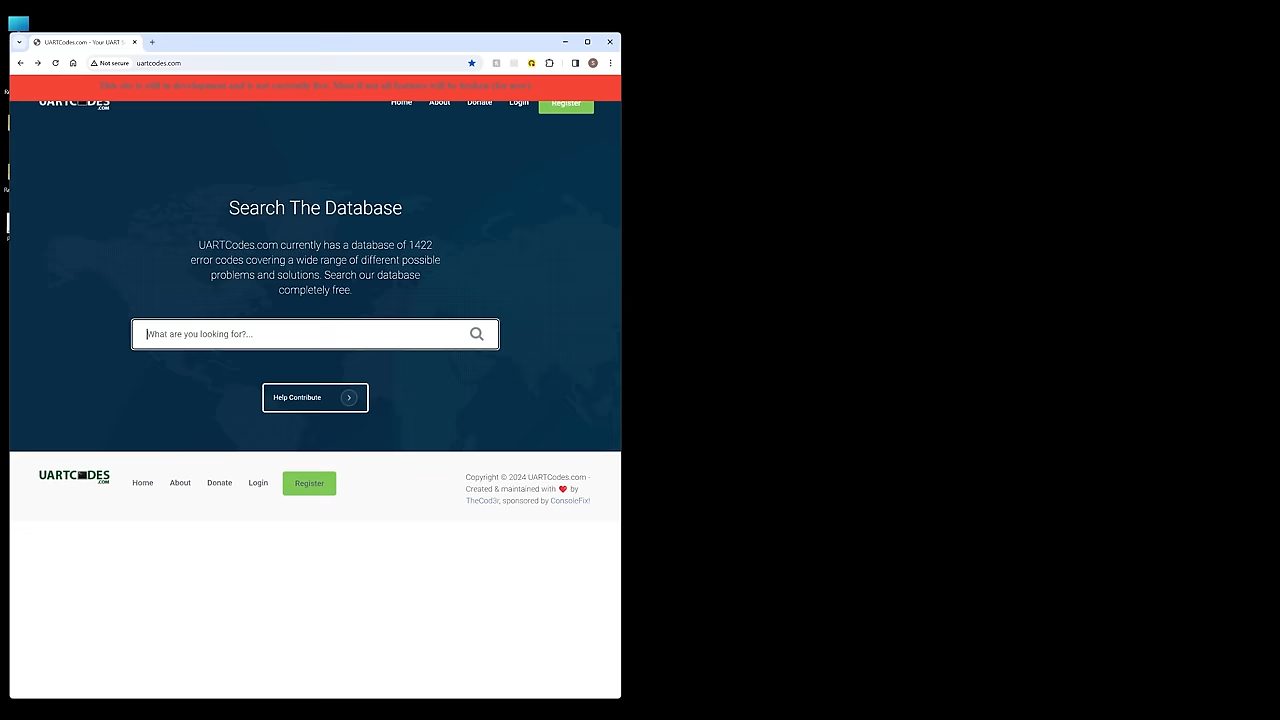 UARTCodes.com - Your UART
Not secure
uartcodes.com
UARTCODES
.COM
Home
About
Donate
Login
Register
Search The Database
UARTCodes.com currently has a database of 1422
error codes covering a wide range of different possible
problems and solutions. Search our database
completely free.
What are you looking for?...
Help Contribute
UARTCODES
.COM
Home
About
Donate
Login
Register
Copyright © 2024 UARTCodes.com -
Created & maintained with ❤️ by
TheCod3r, sponsored by ConsoleFix!